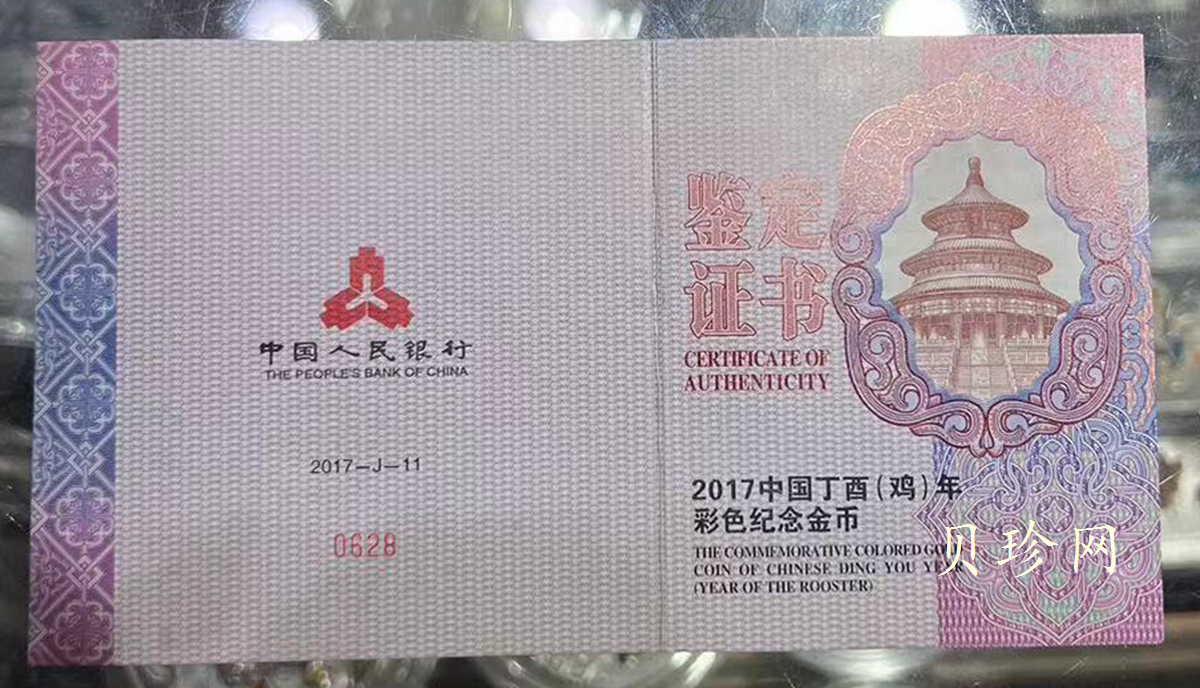 中国人民银行
THE PEOPLE'S BANK OF CHINA
2017-J-11
0628
鉴定
证书
CERTIFICATE OF
AUTHENTICITY
2017中国丁酉(鸡)年
彩色纪念金币
THE COMMEMORATIVE COLORED
COIN OF CHINESE DING YOU YEAR
(YEAR OF THE ROOSTER)
贝珍网